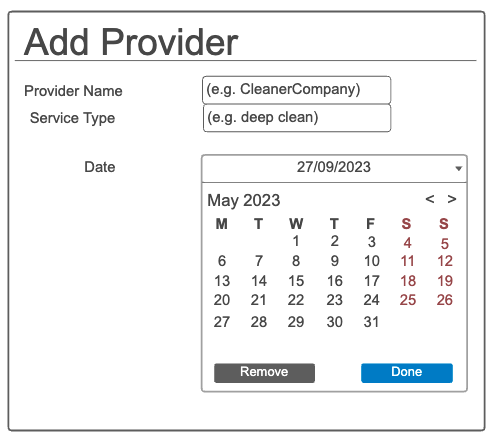 Add Provider
Provider Name (e.g. CleanerCompany)
Service Type (e.g. deep clean)
Date 27/09/2023
May 2023 < >
M T W T F S S
1 2 3 4 5
6 7 8 9 10 11 12
13 14 15 16 17 18 19
20 21 22 23 24 25 26
27 28 29 30 31
Remove Done